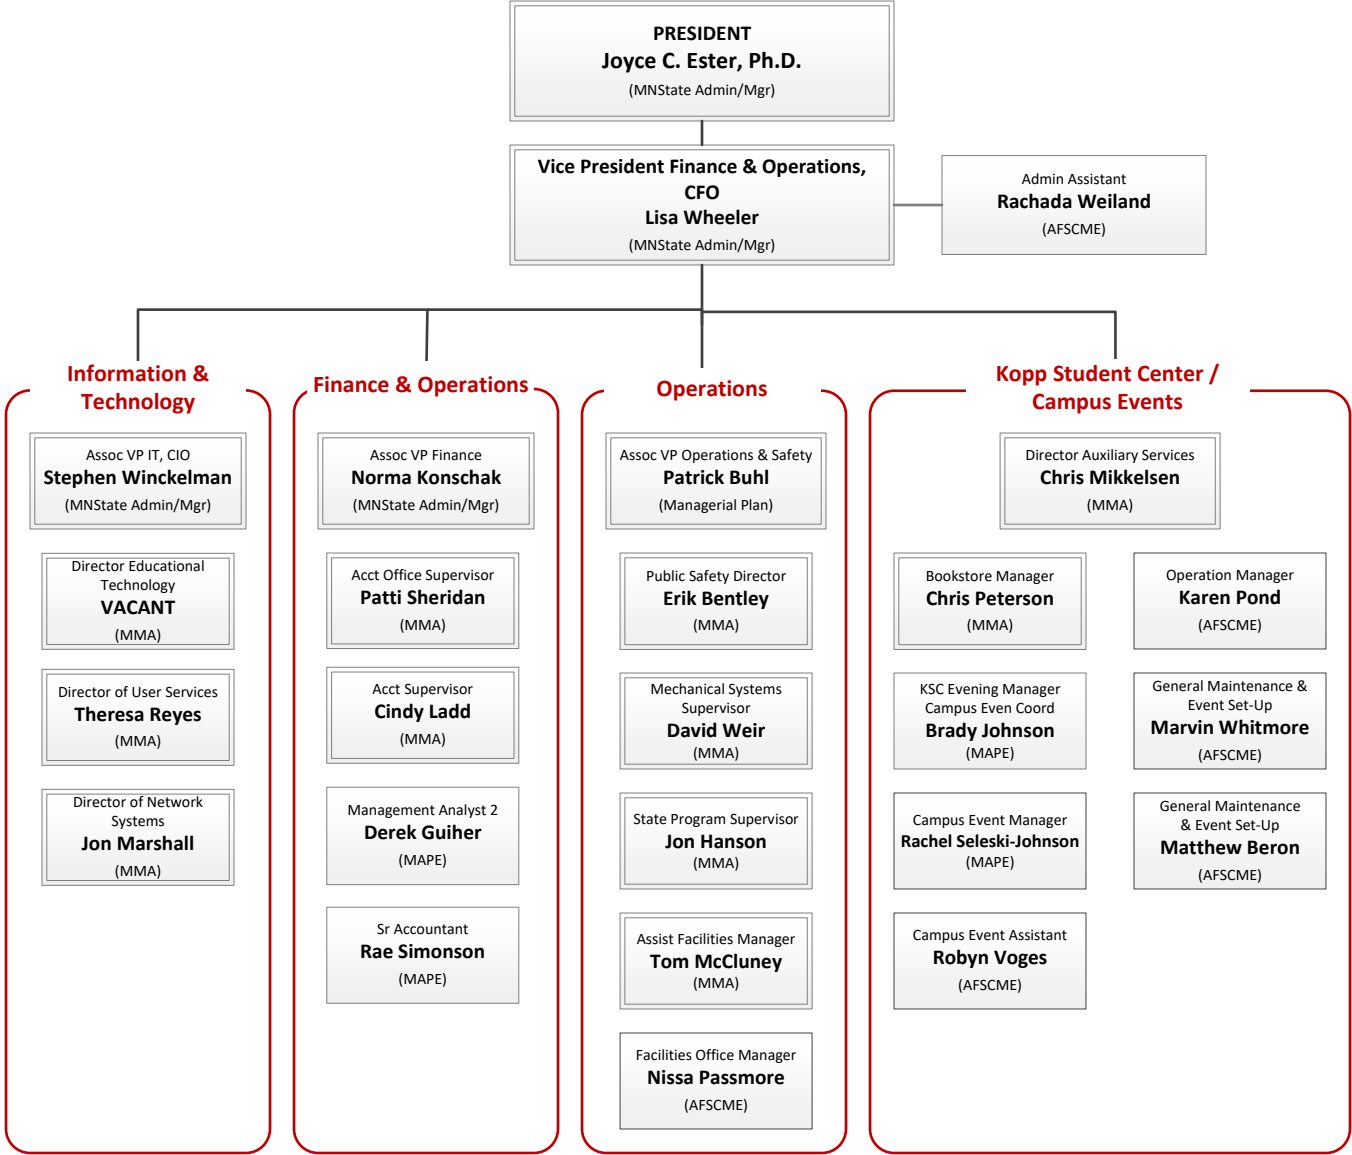 PRESIDENT
Joyce C. Ester, Ph.D.
(MNState Admin/Mgr)
Vice President Finance & Operations,
CFO
Lisa Wheeler
(MNState Admin/Mgr)
Admin Assistant
Rachada Weiland
(AFSCME)
Information &
Technology
Assoc VP IT, CIO
Stephen Winckelman
(MNState Admin/Mgr)
Director Educational
Technology
VACANT
(MMA)
Director of User Services
Theresa Reyes
(MMA)
Director of Network
Systems
Jon Marshall
(MMA)
Finance & Operations
Assoc VP Finance
Norma Konschak
(MNState Admin/Mgr)
Acct Office Supervisor
Patti Sheridan
(MMA)
Acct Supervisor
Cindy Ladd
(MMA)
Management Analyst 2
Derek Guiher
(MAPE)
Sr Accountant
Rae Simonson
(MAPE)
Operations
Assoc VP Operations & Safety
Patrick Buhl
(Managerial Plan)
Public Safety Director
Erik Bentley
(MMA)
Mechanical Systems
Supervisor
David Weir
(MMA)
State Program Supervisor
Jon Hanson
(MMA)
Assist Facilities Manager
Tom McCluney
(MMA)
Facilities Office Manager
Nissa Passmore
(AFSCME)
Kopp Student Center /
Campus Events
Director Auxiliary Services
Chris Mikkelsen
(MMA)
Bookstore Manager
Chris Peterson
(MMA)
KSC Evening Manager
Campus Even Coord
Brady Johnson
(MAPE)
Campus Event Manager
Rachel Seleski-Johnson
(MAPE)
Campus Event Assistant
Robyn Voges
(AFSCME)
Operation Manager
Karen Pond
(AFSCME)
General Maintenance &
Event Set-Up
Marvin Whitmore
(AFSCME)
General Maintenance
& Event Set-Up
Matthew Beron
(AFSCME)